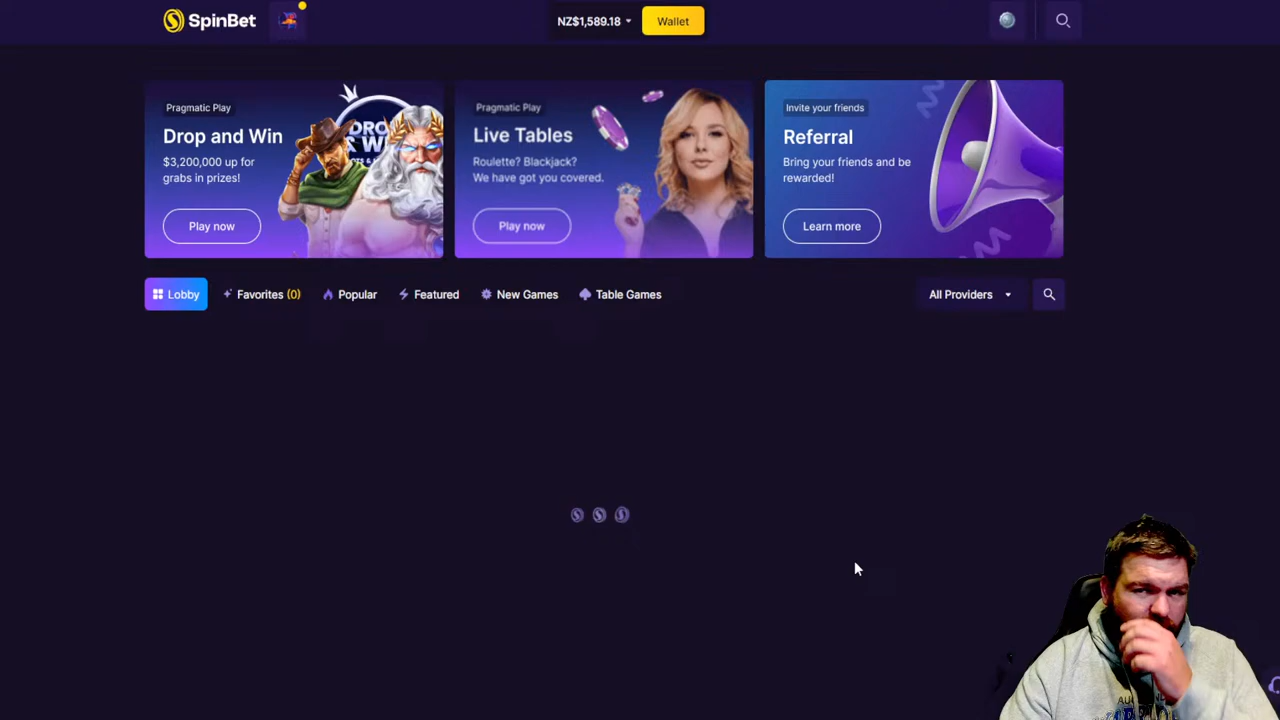 SpinBet
NZ$1,589.18
Wallet
Pragmatic Play
Drop and Win
$3,200,000 up for
grabs in prizes!
Play now
Pragmatic Play
Live Tables
Roulette? Blackjack?
We have got you covered.
Play now
Invite your friends
Referral
Bring your friends and be
rewarded!
Learn more
Lobby
Favorites (0)
Popular
Featured
New Games
Table Games
All Providers